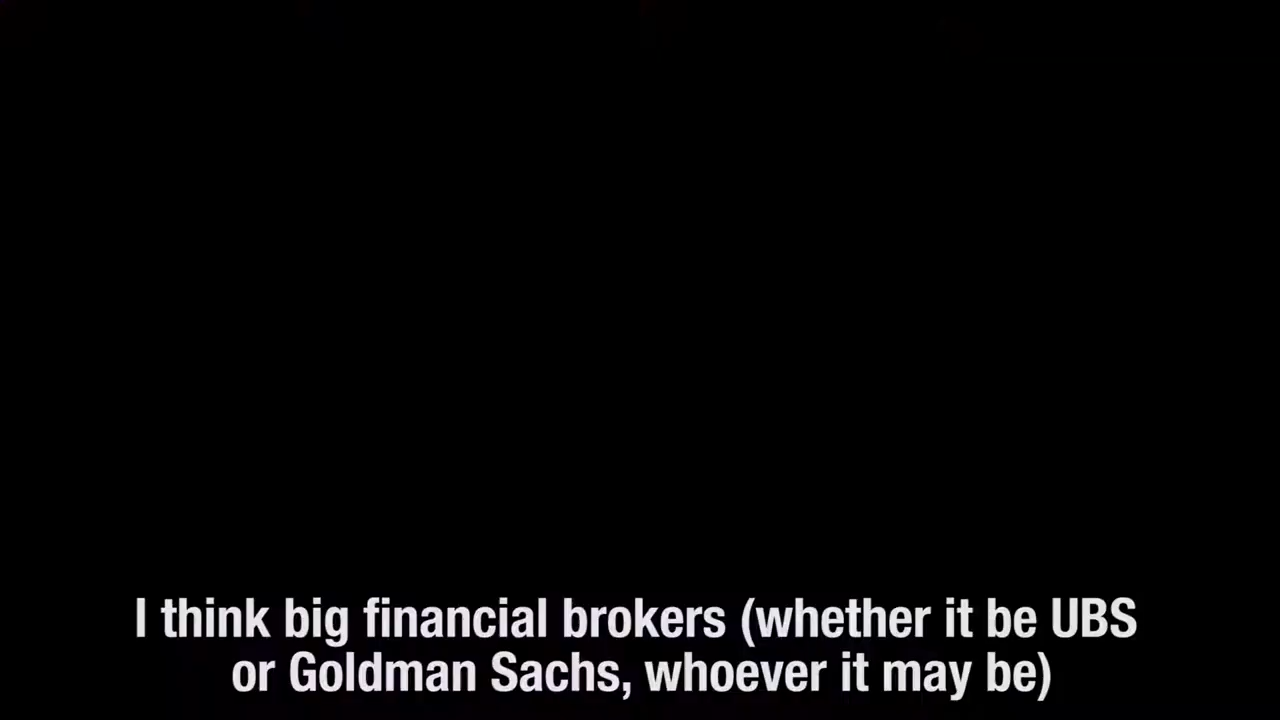 I think big financial brokers (whether it be UBS
or Goldman Sachs, whoever it may be)